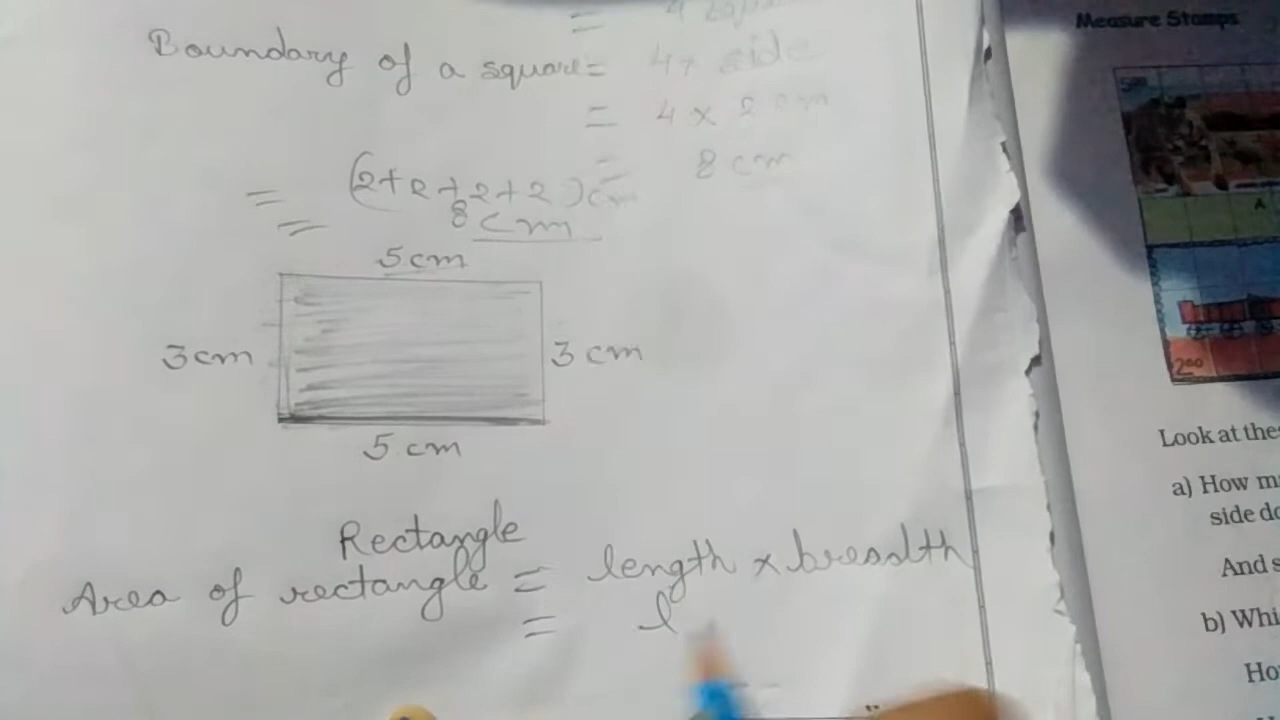 Boundary of a square = 4 × side
= 4 × 2 cm
= 8 cm
= (2+2+2+2) cm
= 8 cm
5 cm
3 cm
3 cm
5 cm
Rectangle
Area of rectangle = length × breadth
= l
Measure Stamps
500
A
200
Look at the
a) How m
side do
And s
b) Whi
Ho